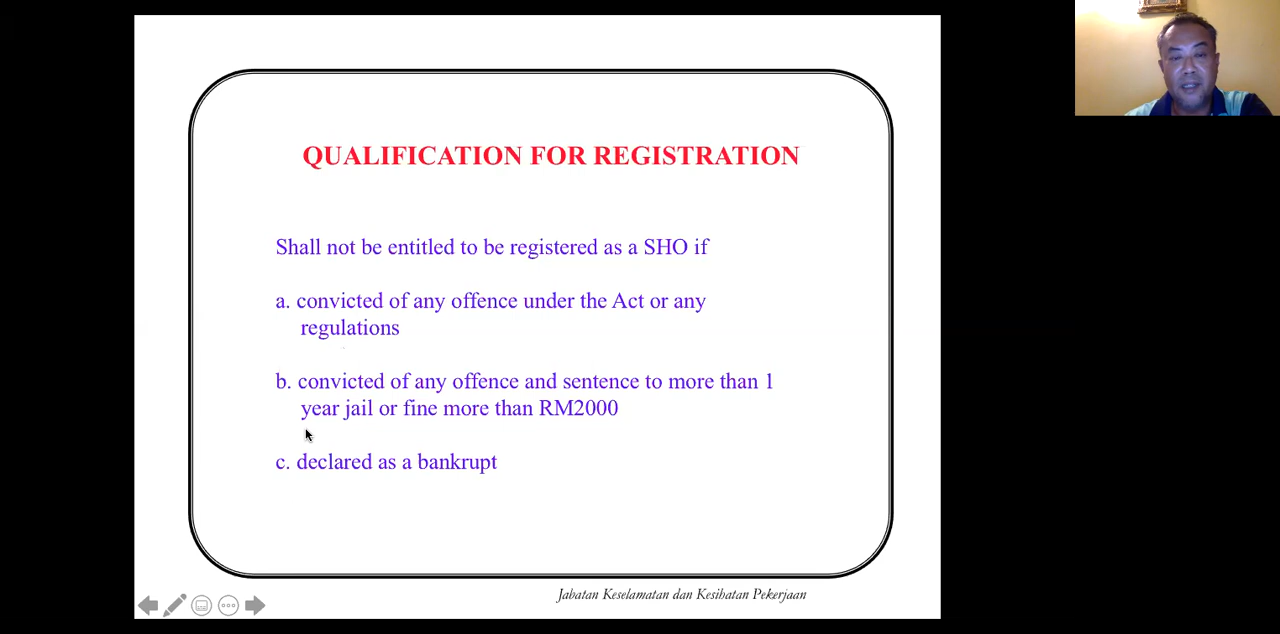 QUALIFICATION FOR REGISTRATION
Shall not be entitled to be registered as a SHO if
a. convicted of any offence under the Act or any
regulations
b. convicted of any offence and sentence to more than 1
year jail or fine more than RM2000
c. declared as a bankrupt
Jabatan Keselamatan dan Kesihatan Pekerjaan